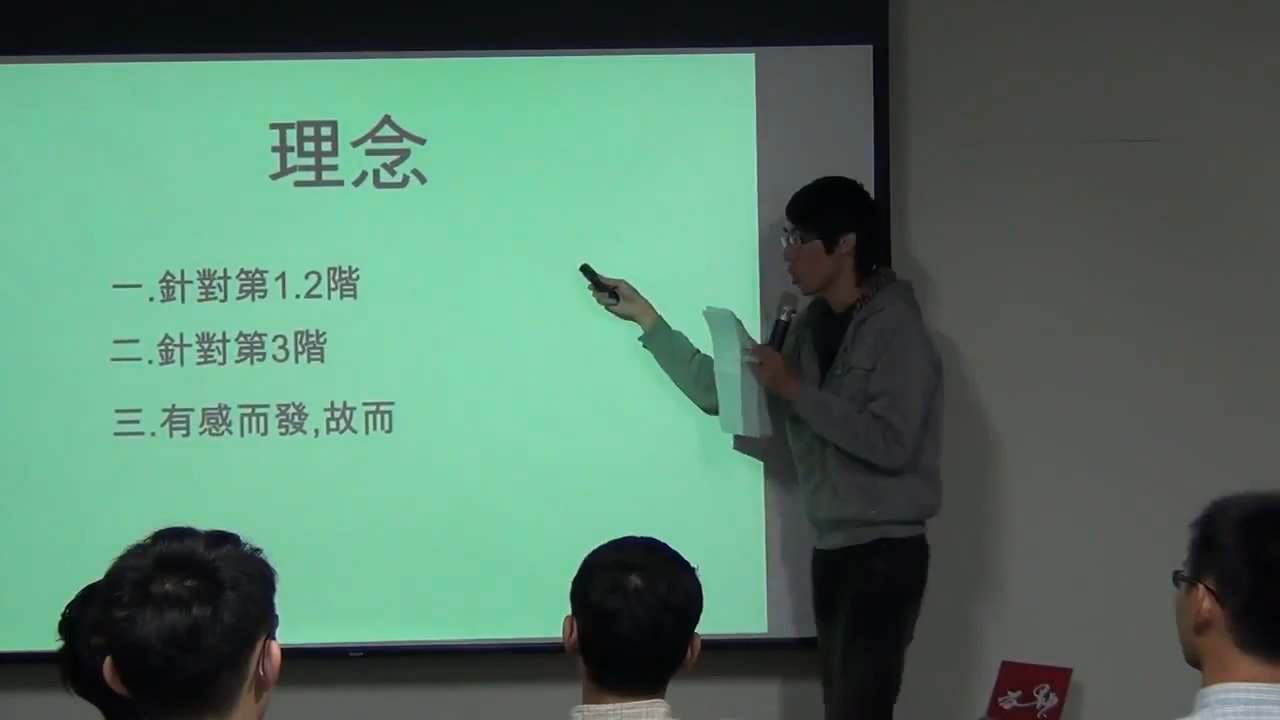 理念
一.針對第1.2階
二.針對第3階
三.有感而發,故而